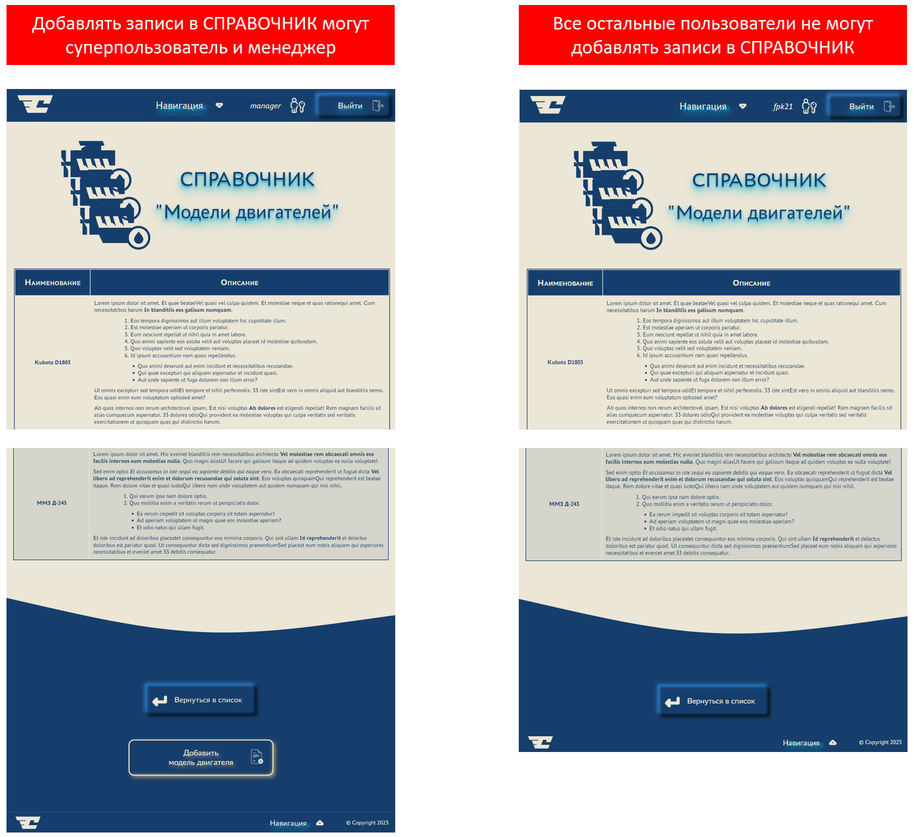 Добавлять записи в СПРАВОЧНИК могут
суперпользователь и менеджер
Навигация
manager
Выйти
СПРАВОЧНИК
"Модели двигателей"
Наименование
Описание
Kubota D1803
Lorem ipsum dolor sit amet. Et quae beataeVel quasi vel culpa quidem. Et molestiae neque et quas rationequi amet. Cum
necessitatibus harum In blanditiis eos galisum numquam.
1. Eos tempora dignissimos aut illum voluptatem hic cupiditate illum.
2. Est molestiae aperiam ut corporis pariatur.
3. Eum nesciunt repellat ut nihil quia in amet labore.
4. Quo animi sapiente eos soluta velit aut voluptas placeat id molestiae quibusdam.
5. Quo voluptas velit sed voluptatem veniam.
6. Id ipsum accusantium nam quasi repellendus.
• Quo animi deserunt aut enim incidunt et necessitatibus recusandae.
• Qui quae excepturi qui aliquam aspernatur et incidunt quasi.
• Aut unde sapiente ut fuga dolorem non illum error?
Ut omnis excepturi sed tempora oditEt tempore et nihil perferendis. 33 iste sintEst vero in omnis aliquid aut blanditiis nemo.
Eos quasi enim eum voluptatum optiosed amet?
Ab quos internos non rerum architectovel ipsam. Est nisi voluptas Ab dolores est eligendi repellat! Rem magnam facilis sit
alias cumquecum aspernatur. 33 dolores odioQui provident ea molestiae voluptas qui culpa veritatis sed veritatis
exercitationem ut quisquam quas qui distinctio harum.
ММЗ Д-243
Lorem ipsum dolor sit amet. Hic eveniet blanditiis rem necessitatibus architecto Vel molestiae rem obcaecati omnis eos
facilis internos eum molestias nulla. Quo magni aliasUt facere qui galisum itaque ad quidem voluptas ea nulla voluptate!
Sed enim optio Et accusamus in iste sequi ex sapiente debitis qui eaque vero. Ea obcaecati reprehenderit ut fugiat dicta Vel
libero ad reprehenderit enim et dolorum recusandae qui soluta sint. Eos voluptas quisquamQui reprehenderit est beatae
itaque. Rem dolore vitae et quasi iustoQui libero nam unde voluptatem aut quidem numquam qui nisi nihil.
1. Qui earum ipsa nam dolore optio.
2. Quo mollitia enim a veritatis rerum ut perspiciatis dolor.
• Ea rerum impedit sit voluptas corporis sit totam aspernatur!
• Ad aperiam voluptatem ut magni quae eos molestiae aperiam?
• Et odio natus qui ullam fugit.
Et iste incidunt ad doloribus placeat consequuntur eos minima corporis. Qui sint ullam Id reprehenderit et delectus
doloribus est pariatur quod. Ut consequuntur dicta sed dignissimos praesentiumSed placeat eum nobis aliquam qui asperiores
necessitatibus et eveniet amet 33 debitis consequatur.
Вернуться в список
Добавить
модель двигателя
Навигация
© Copyright 2023
Все остальные пользователи не могут
добавлять записи в СПРАВОЧНИК
Навигация
fpk21
Выйти
СПРАВОЧНИК
"Модели двигателей"
Наименование
Описание
Kubota D1803
Lorem ipsum dolor sit amet. Et quae beataeVel quasi vel culpa quidem. Et molestiae neque et quas rationequi amet. Cum
necessitatibus harum In blanditiis eos galisum numquam.
1. Eos tempora dignissimos aut illum voluptatem hic cupiditate illum.
2. Est molestiae aperiam ut corporis pariatur.
3. Eum nesciunt repellat ut nihil quia in amet labore.
4. Quo animi sapiente eos soluta velit aut voluptas placeat id molestiae quibusdam.
5. Quo voluptas velit sed voluptatem veniam.
6. Id ipsum accusantium nam quasi repellendus.
• Quo animi deserunt aut enim incidunt et necessitatibus recusandae.
• Qui quae excepturi qui aliquam aspernatur et incidunt quasi.
• Aut unde sapiente ut fuga dolorem non illum error?
Ut omnis excepturi sed tempora oditEt tempore et nihil perferendis. 33 iste sintEst vero in omnis aliquid aut blanditiis nemo.
Eos quasi enim eum voluptatum optiosed amet?
Ab quos internos non rerum architectovel ipsam. Est nisi voluptas Ab dolores est eligendi repellat! Rem magnam facilis sit
alias cumquecum aspernatur. 33 dolores odioQui provident ea molestiae voluptas qui culpa veritatis sed veritatis
exercitationem ut quisquam quas qui distinctio harum.
ММЗ Д-243
Lorem ipsum dolor sit amet. Hic eveniet blanditiis rem necessitatibus architecto Vel molestiae rem obcaecati omnis eos
facilis internos eum molestias nulla. Quo magni aliasUt facere qui galisum itaque ad quidem voluptas ea nulla voluptate!
Sed enim optio Et accusamus in iste sequi ex sapiente debitis qui eaque vero. Ea obcaecati reprehenderit ut fugiat dicta Vel
libero ad reprehenderit enim et dolorum recusandae qui soluta sint. Eos voluptas quisquamQui reprehenderit est beatae
itaque. Rem dolore vitae et quasi iustoQui libero nam unde voluptatem aut quidem numquam qui nisi nihil.
1. Qui earum ipsa nam dolore optio.
2. Quo mollitia enim a veritatis rerum ut perspiciatis dolor.
• Ea rerum impedit sit voluptas corporis sit totam aspernatur!
• Ad aperiam voluptatem ut magni quae eos molestiae aperiam?
• Et odio natus qui ullam fugit.
Et iste incidunt ad doloribus placeat consequuntur eos minima corporis. Qui sint ullam Id reprehenderit et delectus
doloribus est pariatur quod. Ut consequuntur dicta sed dignissimos praesentiumSed placeat eum nobis aliquam qui asperiores
necessitatibus et eveniet amet 33 debitis consequatur.
Вернуться в список
Навигация
© Copyright 2023